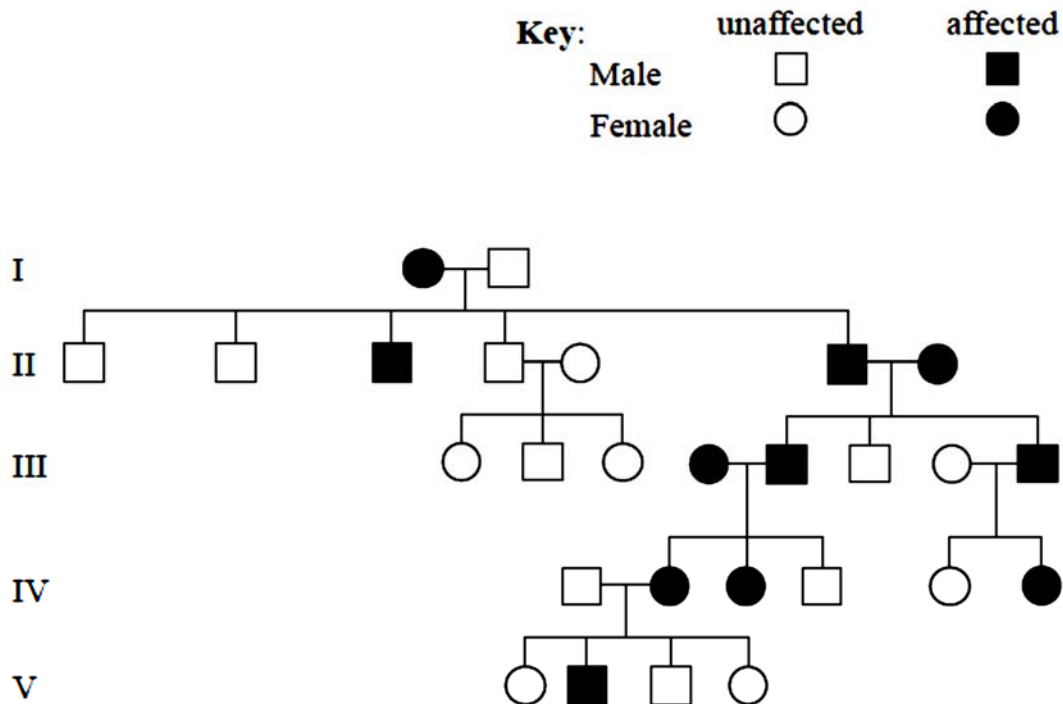 Key: unaffected affected
Male
Female
I
II
III
IV
V